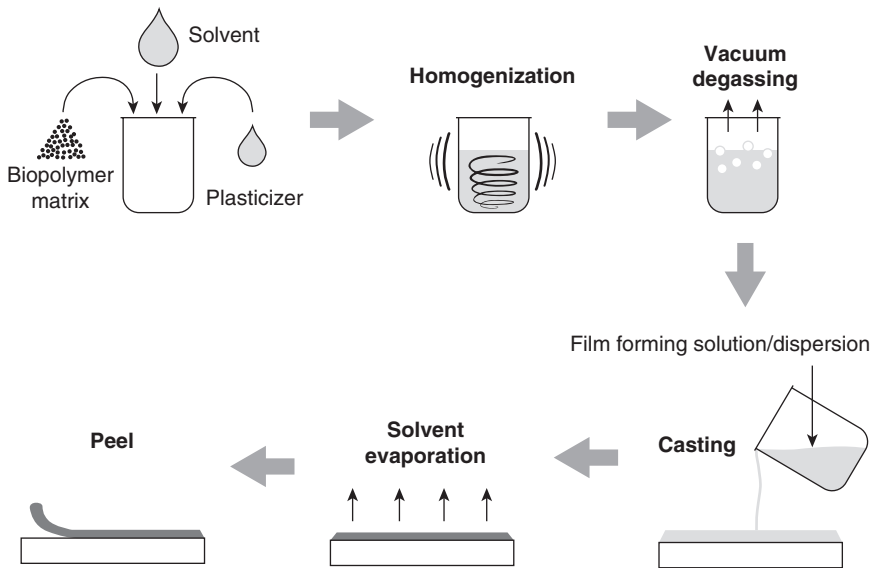 Solvent
Biopolymer
matrix
Plasticizer
Homogenization
Vacuum
degassing
Film forming solution/dispersion
Casting
Solvent
evaporation
Peel